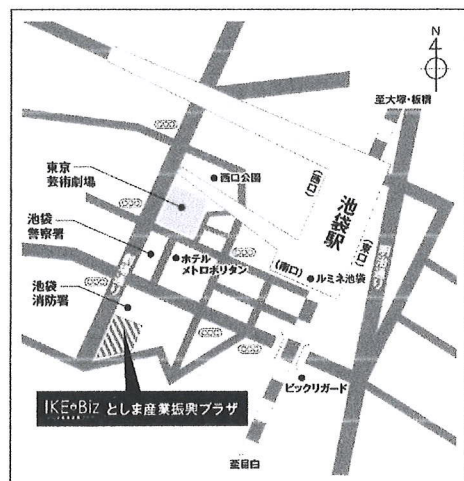 N
至大塚・板橋
東京
芸術劇場
西口公園
(西口)
池袋駅
(東口)
池袋
警察署
ホテル
メトロポリタン
(南口)
ルミネ池袋
池袋
消防署
ビックリガード
IKE・Biz としま産業振興プラザ
至目白